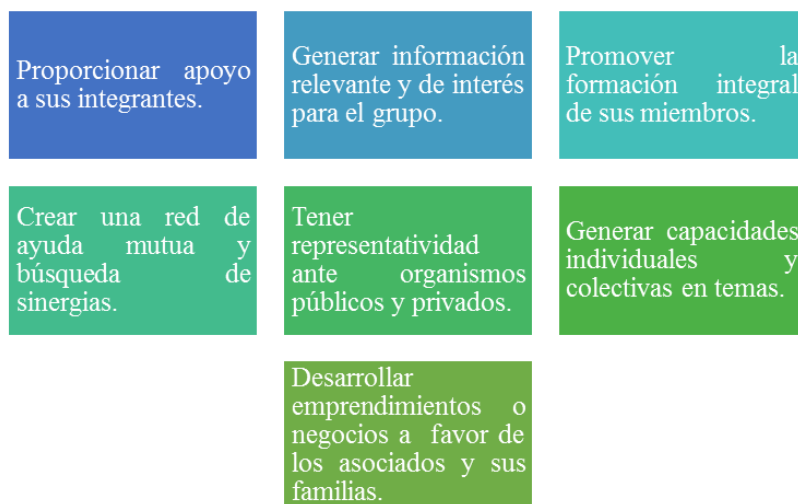 Proporcionar apoyo
a sus integrantes.
Generar información
relevante y de interés
para el grupo.
Promover la
formación integral
de sus miembros.
Crear una red de
ayuda mutua y
búsqueda de
sinergias.
Tener
representatividad
ante organismos
públicos y privados.
Generar capacidades
individuales y
colectivas en temas.
Desarrollar
emprendimientos o
negocios a favor de
los asociados y sus
familias.